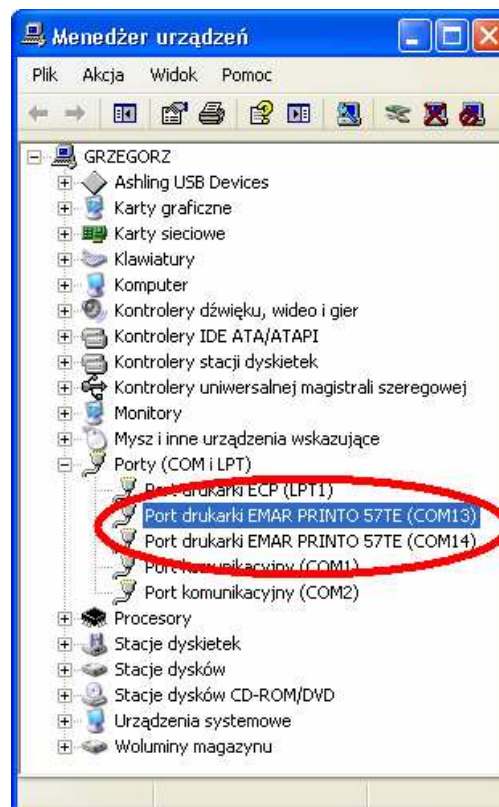 Menedżer urządzeń
Plik Akcja Widok Pomoc
GRZEGORZ
Ashling USB Devices
Karty graficzne
Karty sieciowe
Klawiatury
Komputer
Kontrolery dźwięku, wideo i gier
Kontrolery IDE ATA/ATAPI
Kontrolery stacji dyskietek
Kontrolery uniwersalnej magistrali szeregowej
Monitory
Mysz i inne urządzenia wskazujące
Porty (COM i LPT)
Port drukarki ECP (LPT1)
Port drukarki EMAR PRINTO 57TE (COM13)
Port drukarki EMAR PRINTO 57TE (COM14)
Port komunikacyjny (COM1)
Port komunikacyjny (COM2)
Procesory
Stacje dyskietek
Stacje dysków
Stacje dysków CD-ROM/DVD
Urządzenia systemowe
Woluminy magazynu